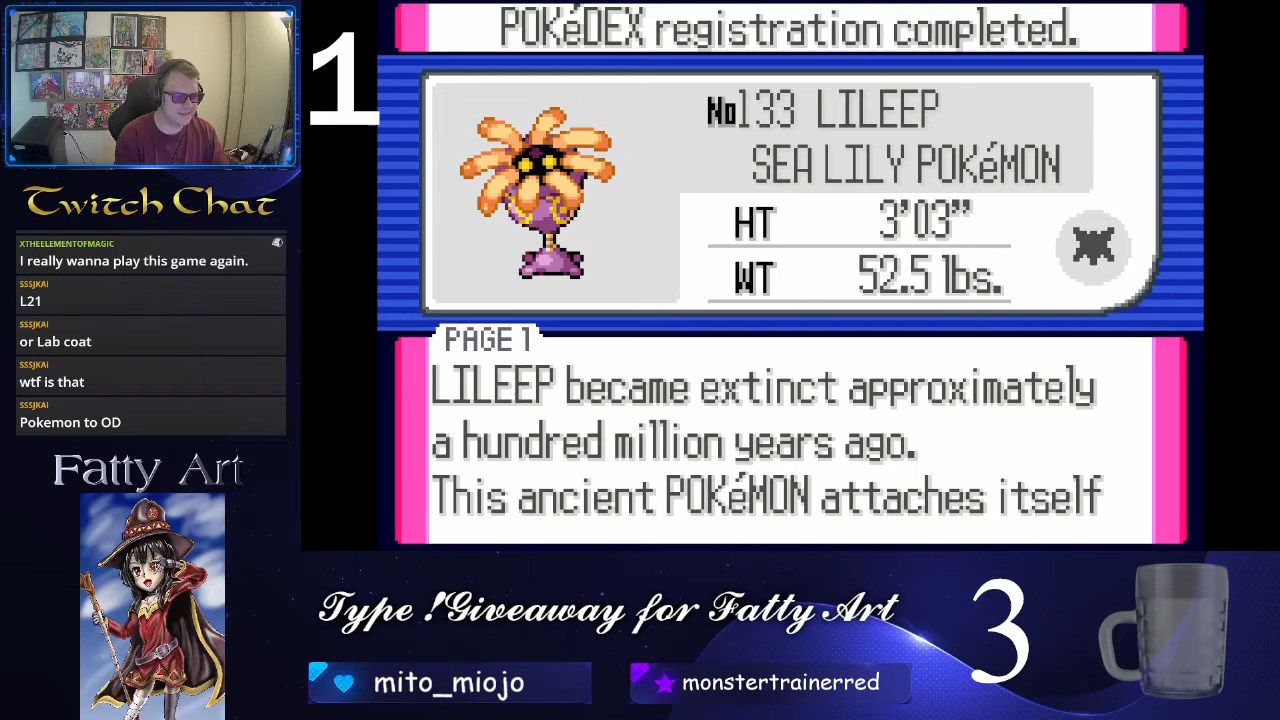 1
POKéDEX registration completed.
No133 LILEEP
SEA LILY POKéMON
HT 3'03"
WT 52.5 lbs.
PAGE 1
LILEEP became extinct approximately
a hundred million years ago.
This ancient POKéMON attaches itself
Twitch Chat
XTHEELEMENTOFMAGIC
I really wanna play this game again.
SSSJKAI
L21
SSSJKAI
or Lab coat
SSSJKAI
wtf is that
SSSJKAI
Pokemon to OD
Fatty Art
Type !Giveaway for Fatty Art
3
mito_miojo
monstertrainerred